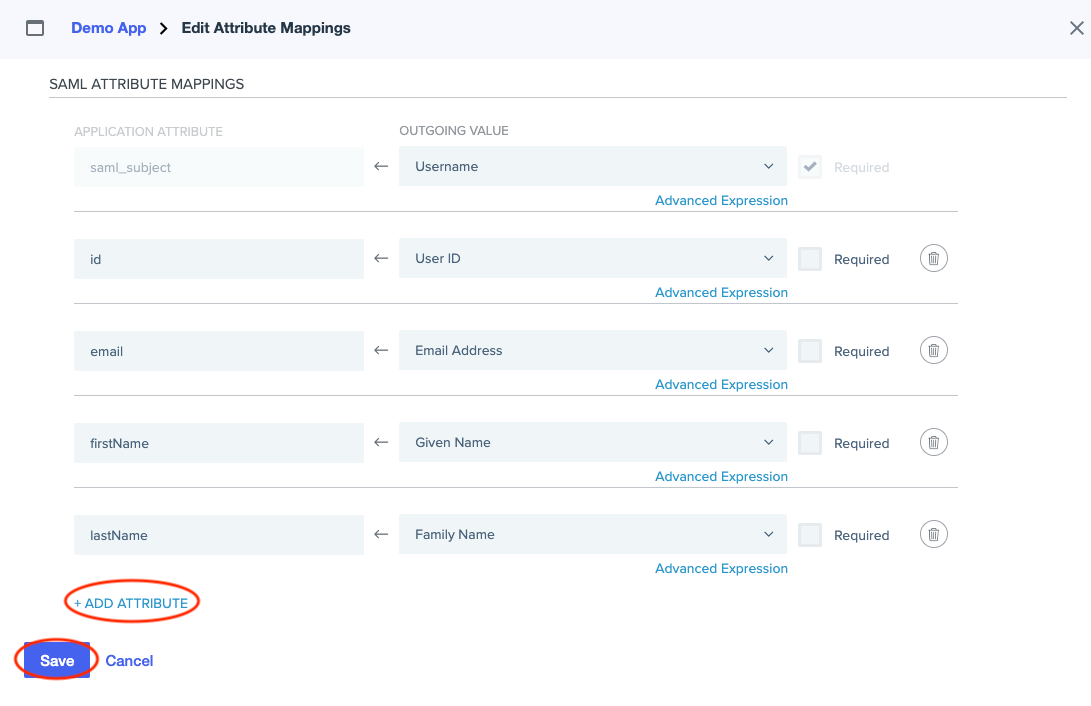 Demo App > Edit Attribute Mappings
SAML ATTRIBUTE MAPPINGS
APPLICATION ATTRIBUTE OUTGOING VALUE
saml_subject Username Required
Advanced Expression
id User ID Required
Advanced Expression
email Email Address Required
Advanced Expression
firstName Given Name Required
Advanced Expression
lastName Family Name Required
Advanced Expression
+ ADD ATTRIBUTE
Save Cancel